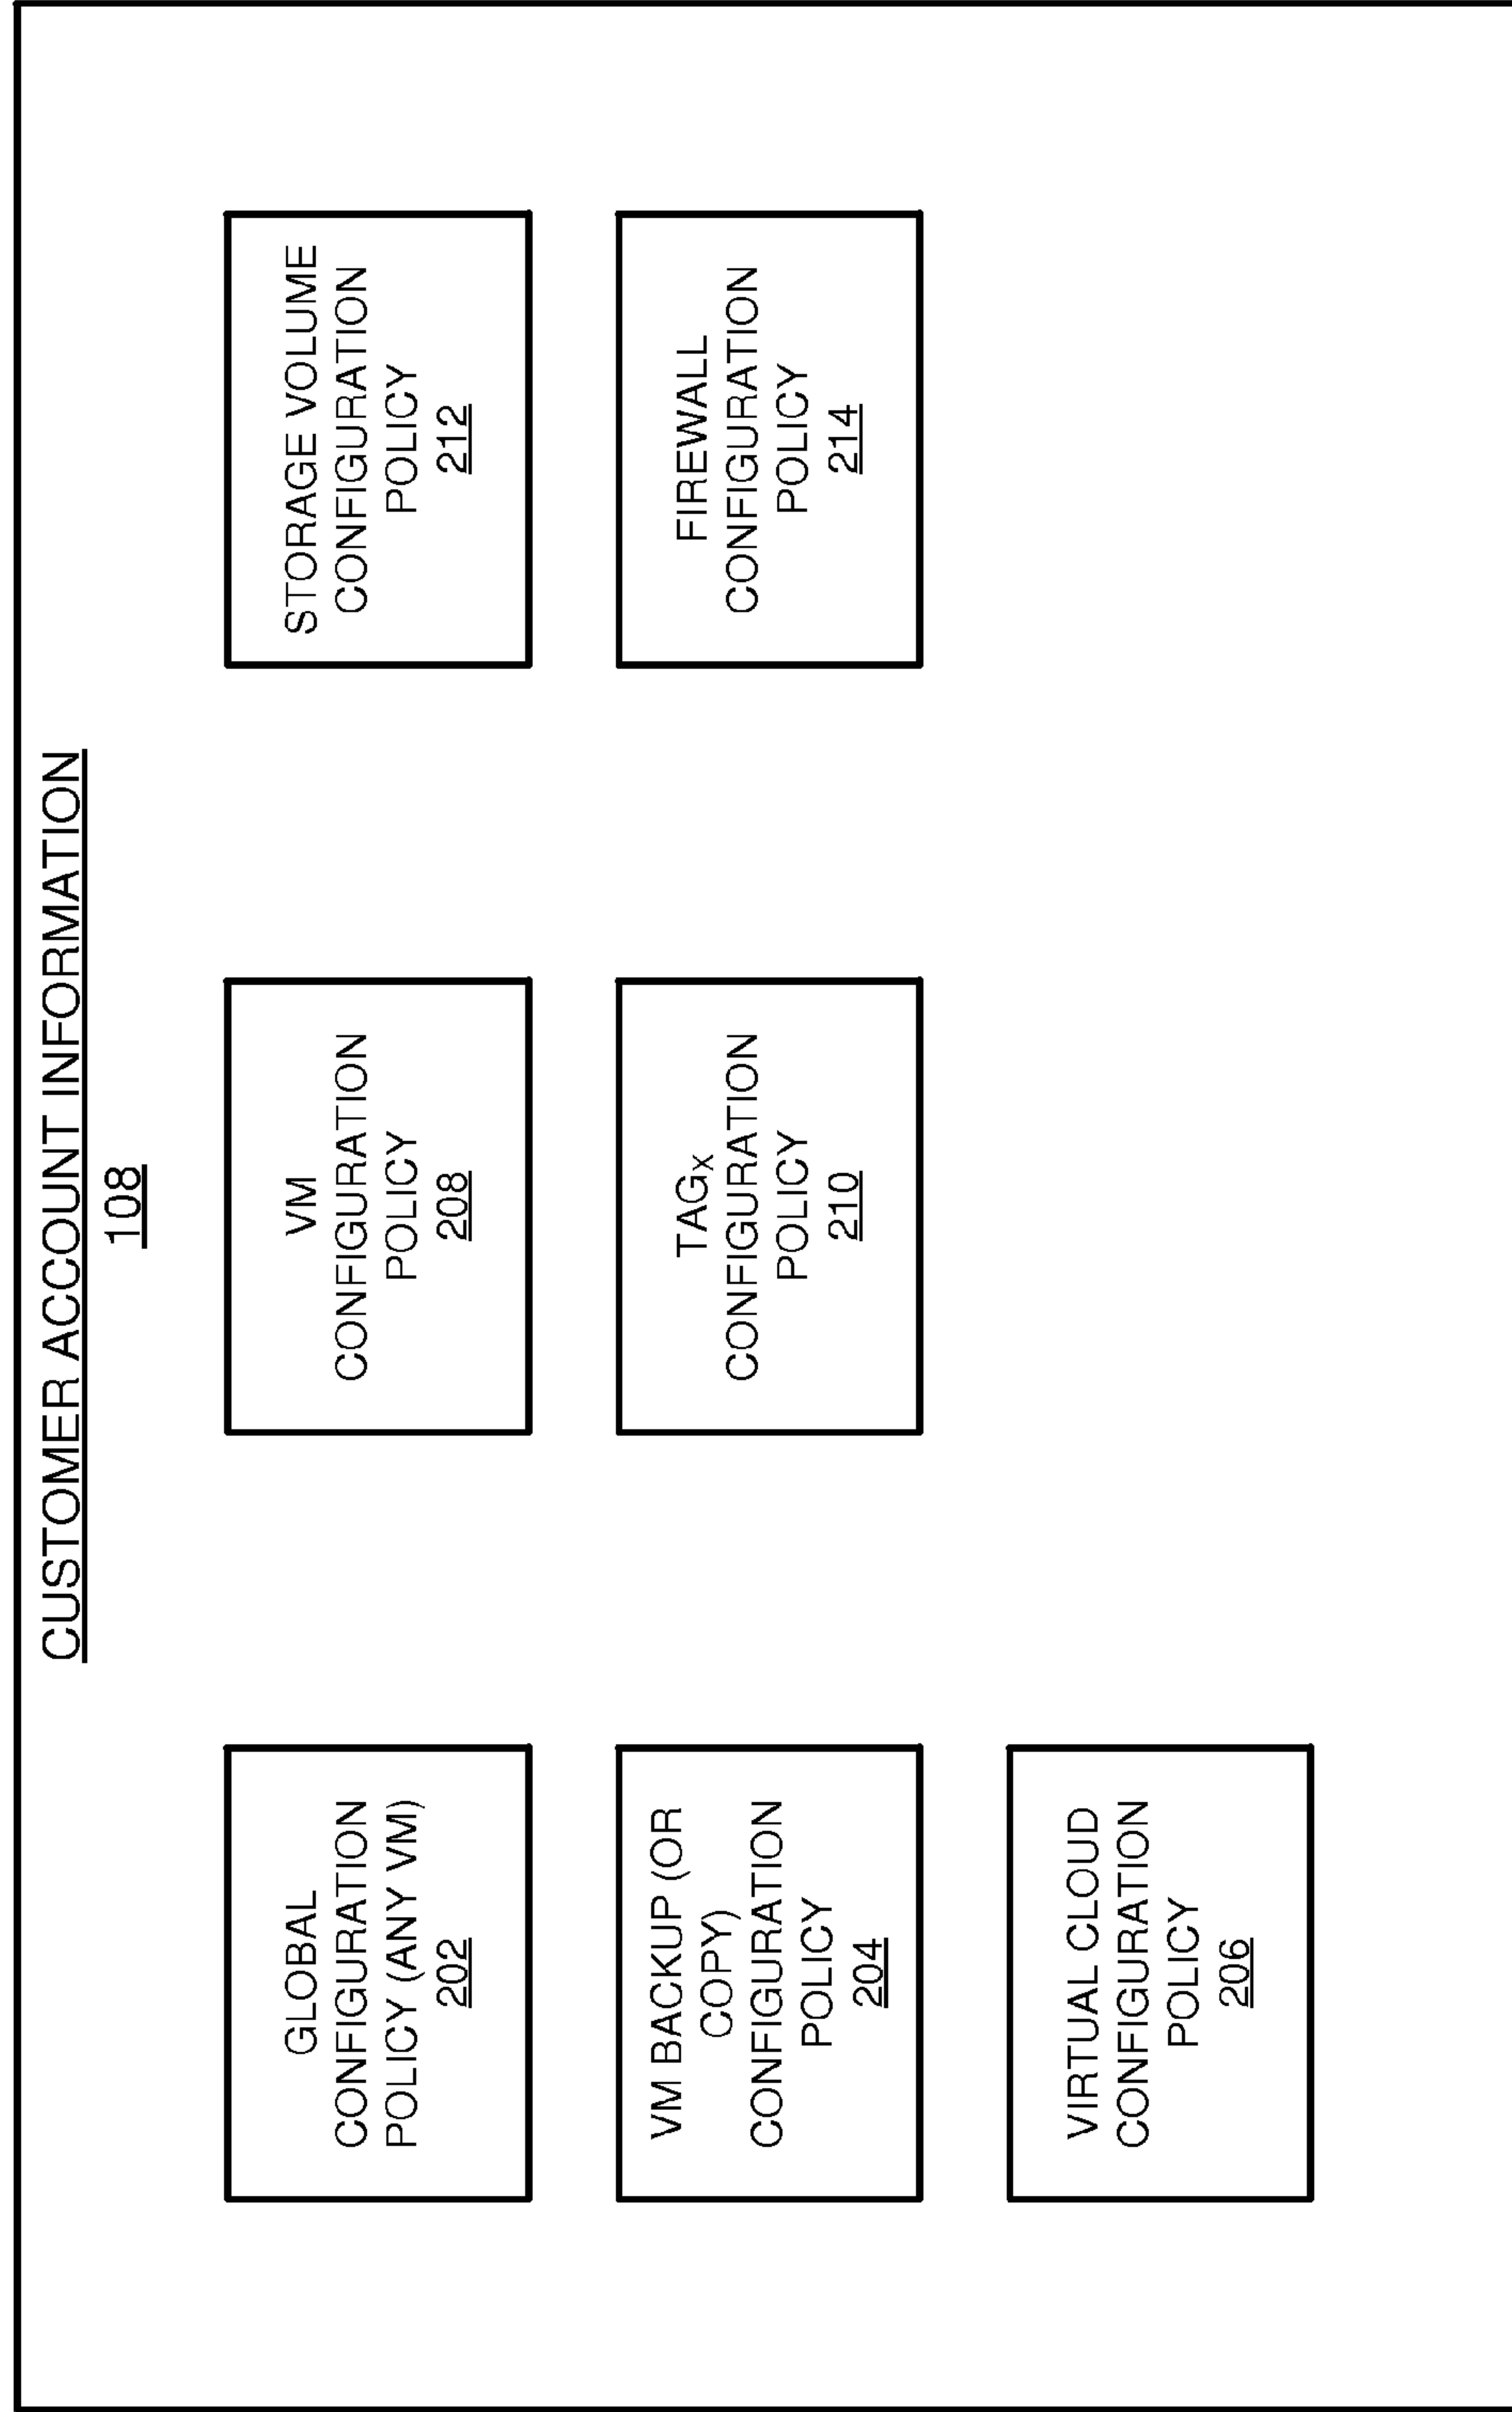 CUSTOMER ACCOUNT INFORMATION
108
GLOBAL
CONFIGURATION
POLICY (ANY VM)
202
VM BACKUP (OR
COPY)
CONFIGURATION
POLICY
204
VIRTUAL CLOUD
CONFIGURATION
POLICY
206
VM
CONFIGURATION
POLICY
208
TAGx
CONFIGURATION
POLICY
210
STORAGE VOLUME
CONFIGURATION
POLICY
212
FIREWALL
CONFIGURATION
POLICY
214